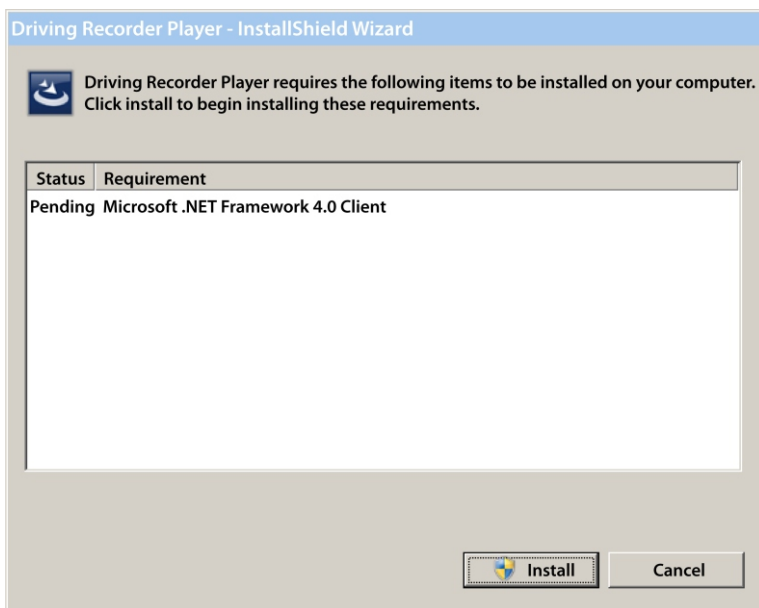 Driving Recorder Player - InstallShield Wizard
Driving Recorder Player requires the following items to be installed on your computer.
Click install to begin installing these requirements.
Status Requirement
Pending Microsoft .NET Framework 4.0 Client
Install Cancel